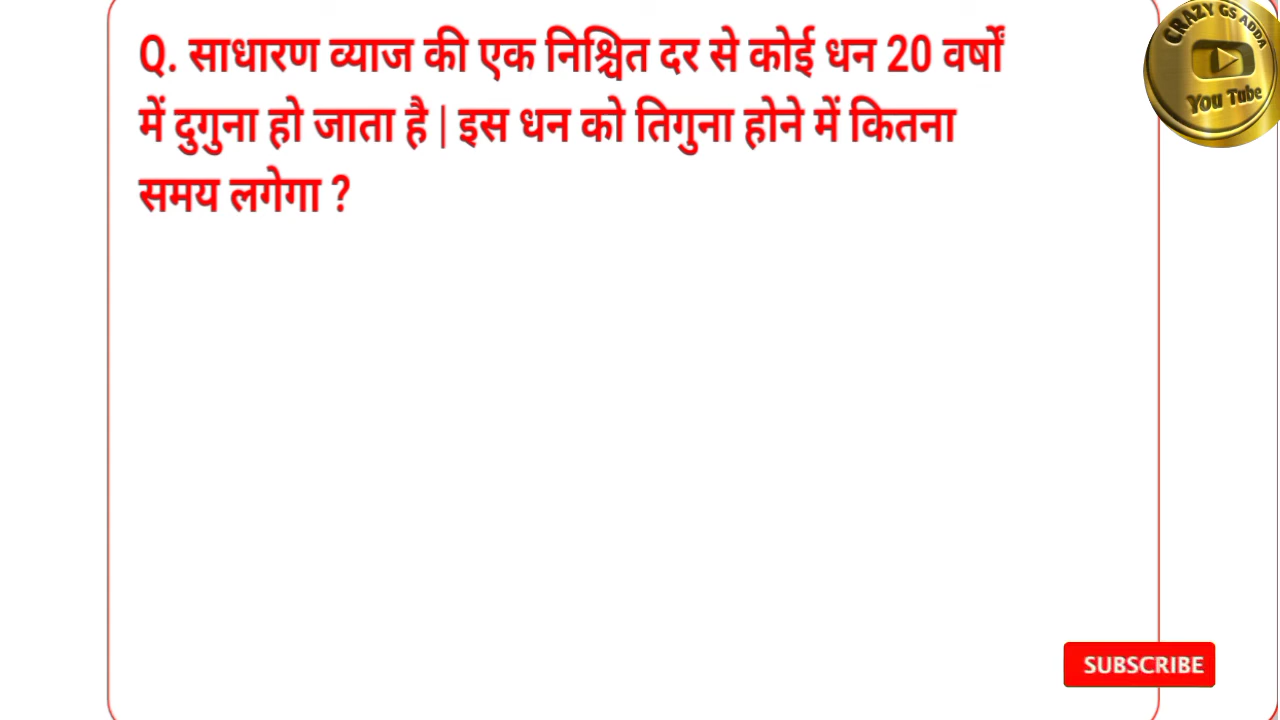 Q. साधारण व्याज की एक निश्चित दर से कोई धन 20 वर्षों
में दुगुना हो जाता है | इस धन को तिगुना होने में कितना
समय लगेगा ?
CRAZY GS ADDA
You Tube
SUBSCRIBE